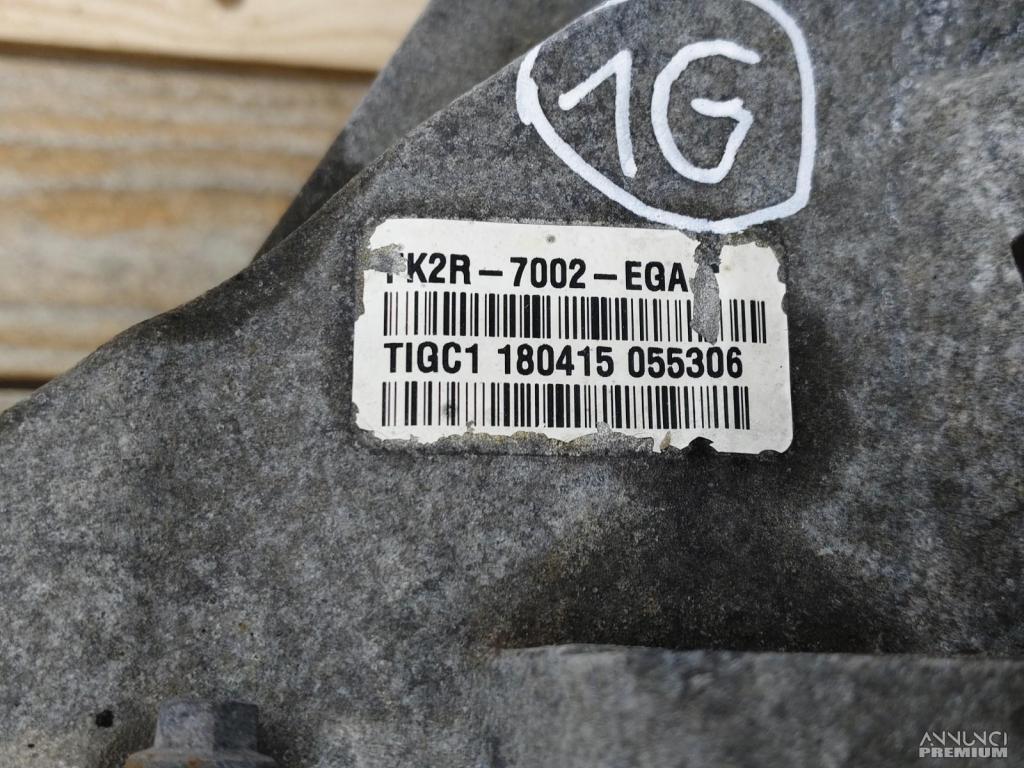 1G
K2R-7002-EGA
TIGC1 180415 055306
ANNUNCI
PREMIUM